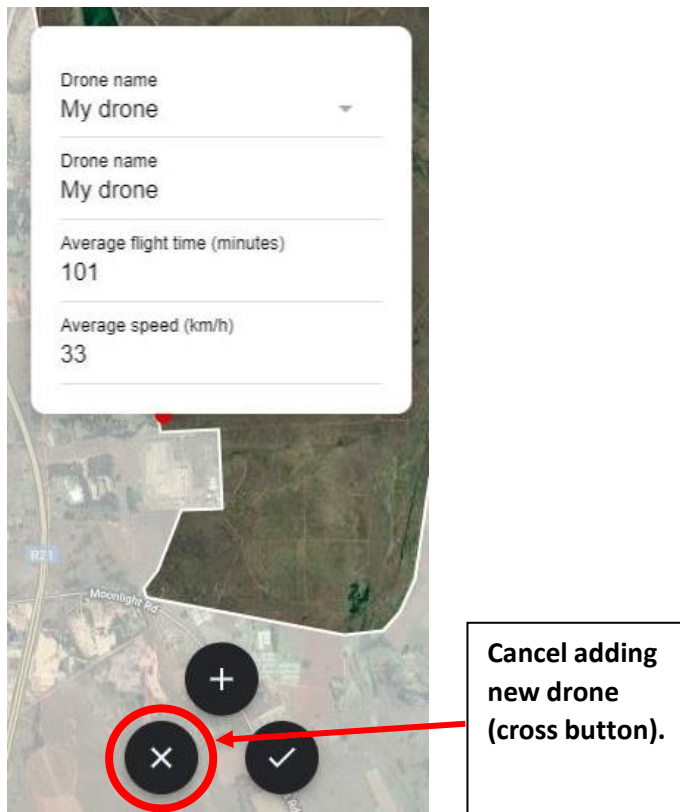 Drone name
My drone
Drone name
My drone
Average flight time (minutes)
101
Average speed (km/h)
33
R21
Moonlight Rd
Rd
Cancel adding
new drone
(cross button).